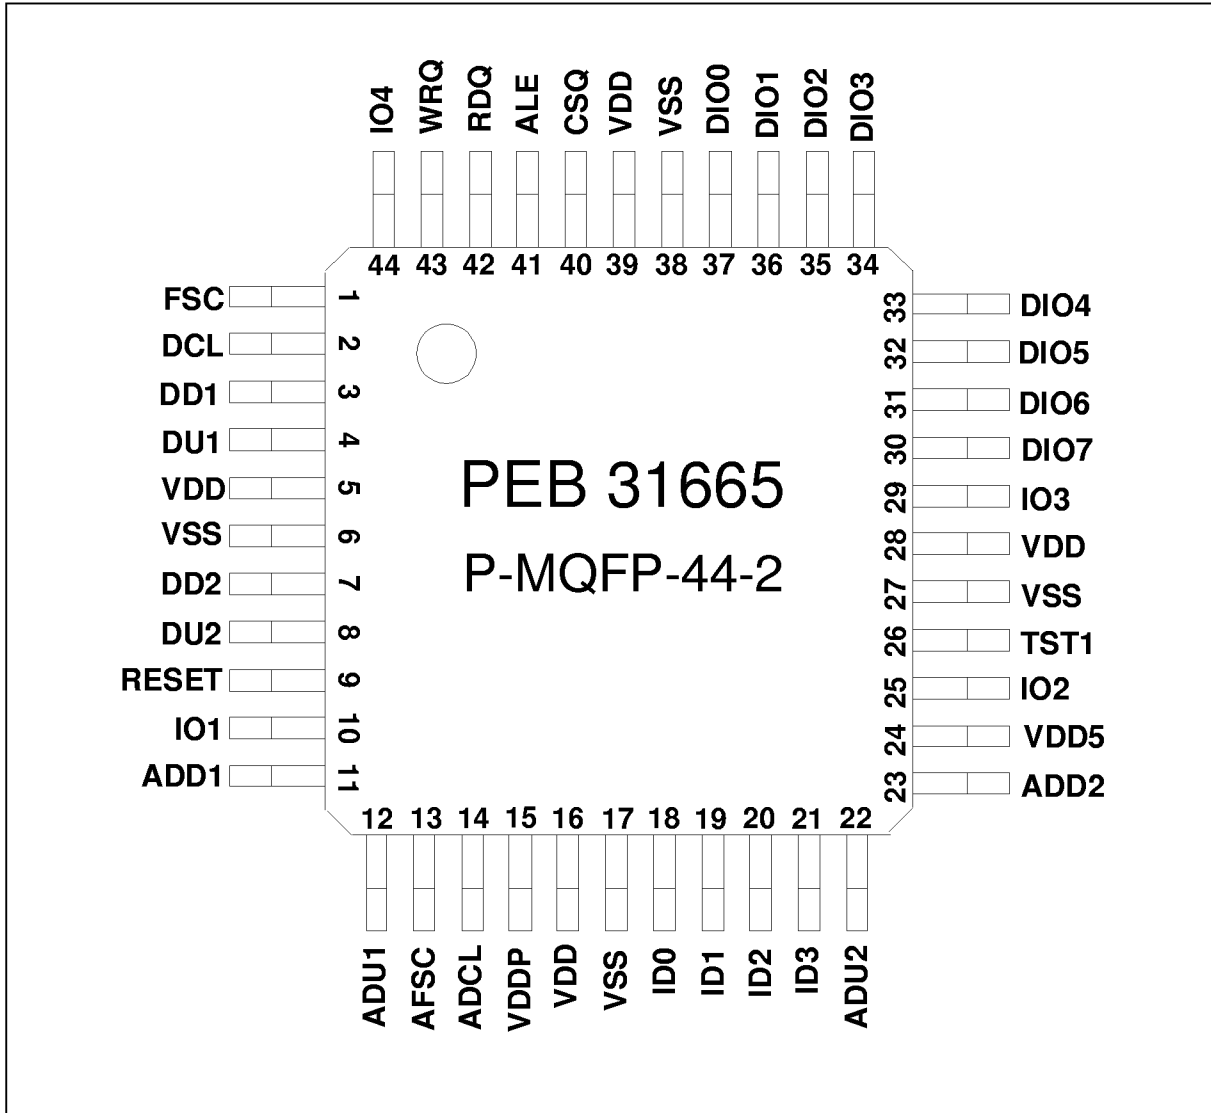 IO4 WRQ RDQ ALE CSQ VDD VSS DIO0 DIO1 DIO2 DIO3
44 43 42 41 40 39 38 37 36 35 34
FSC 1 33 DIO4
DCL 2 32 DIO5
DD1 3 31 DIO6
DU1 4 30 DIO7
PEB 31665
VDD 5 29 IO3
VSS 6 28 VDD
P-MQFP-44-2
DD2 7 27 VSS
DU2 8 26 TST1
RESET 9 25 IO2
IO1 10 24 VDD5
ADD1 11 23 ADD2
12 13 14 15 16 17 18 19 20 21 22
ADU1 AFSC ADCL VDDP VDD VSS ID0 ID1 ID2 ID3 ADU2